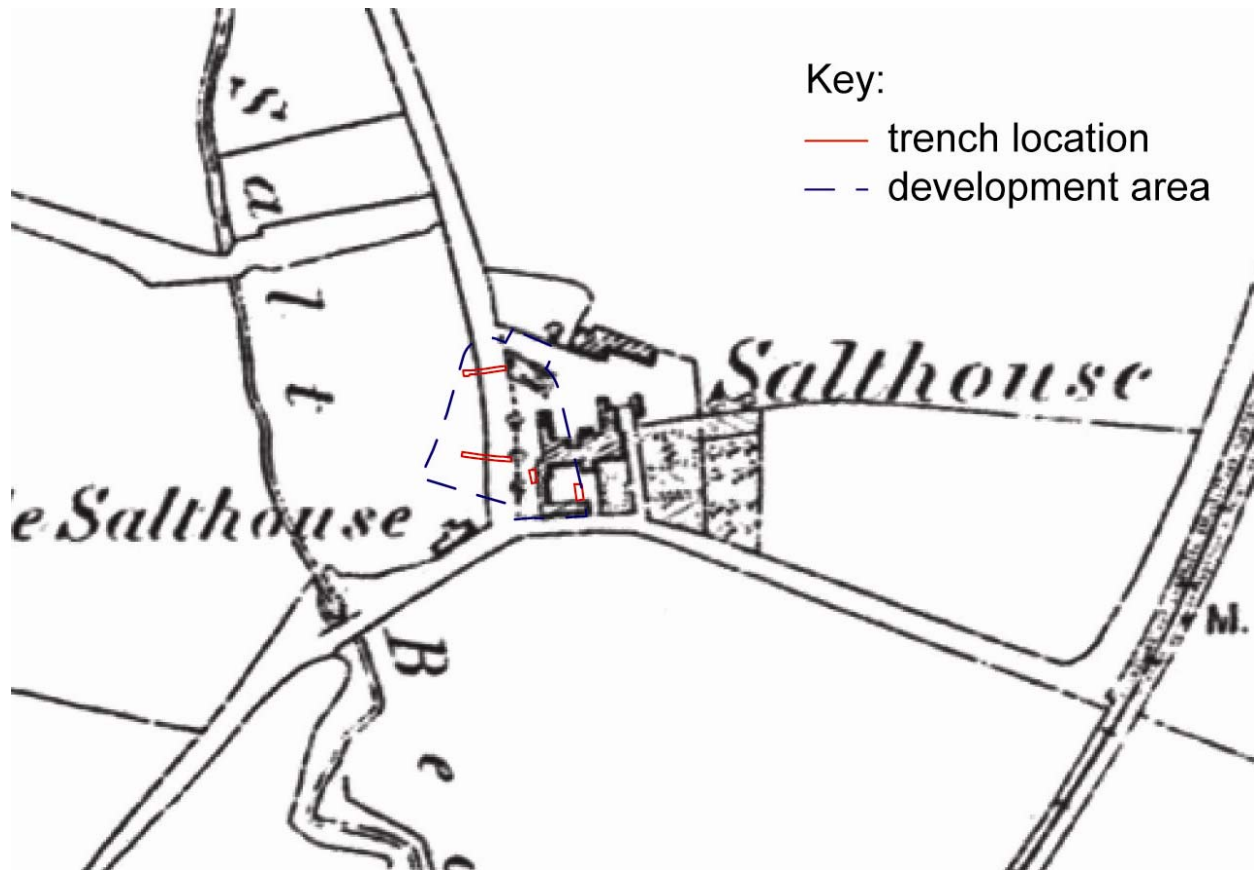 Key:
trench location
development area
S
a
l
t
Salthouse
e Salthouse
M.
B
e